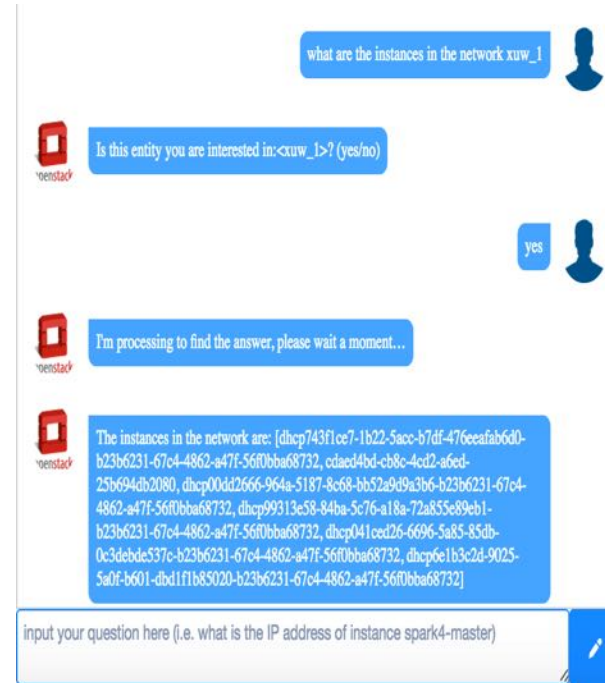 what are the instances in the network xuw_1
Is this entity you are interested in:<xuw_1>? (yes/no)
openstack
yes
I'm processing to find the answer, please wait a moment…
openstack
The instances in the network are: [dhcp743f1ce7-1b22-5acc-b7df-476eeafab6d0-
b23b6231-67c4-4862-a47f-56f0bba68732, cdaed4bd-cb8c-4cd2-a6ed-
25b694db2080, dhcp00dd2666-964a-5187-8c68-bb52a9d9a3b6-b23b6231-67c4-
4862-a47f-56f0bba68732, dhcp99313e58-84ba-5c76-a18a-72a855e89eb1-
b23b6231-67c4-4862-a47f-56f0bba68732, dhcp041ced26-6696-5a85-85db-
0c3debde537c-b23b6231-67c4-4862-a47f-56f0bba68732, dhcp6e1b3c2d-9025-
5a0f-b601-dbd1f1b85020-b23b6231-67c4-4862-a47f-56f0bba68732]
openstack
input your question here (i.e. what is the IP address of instance spark4-master)